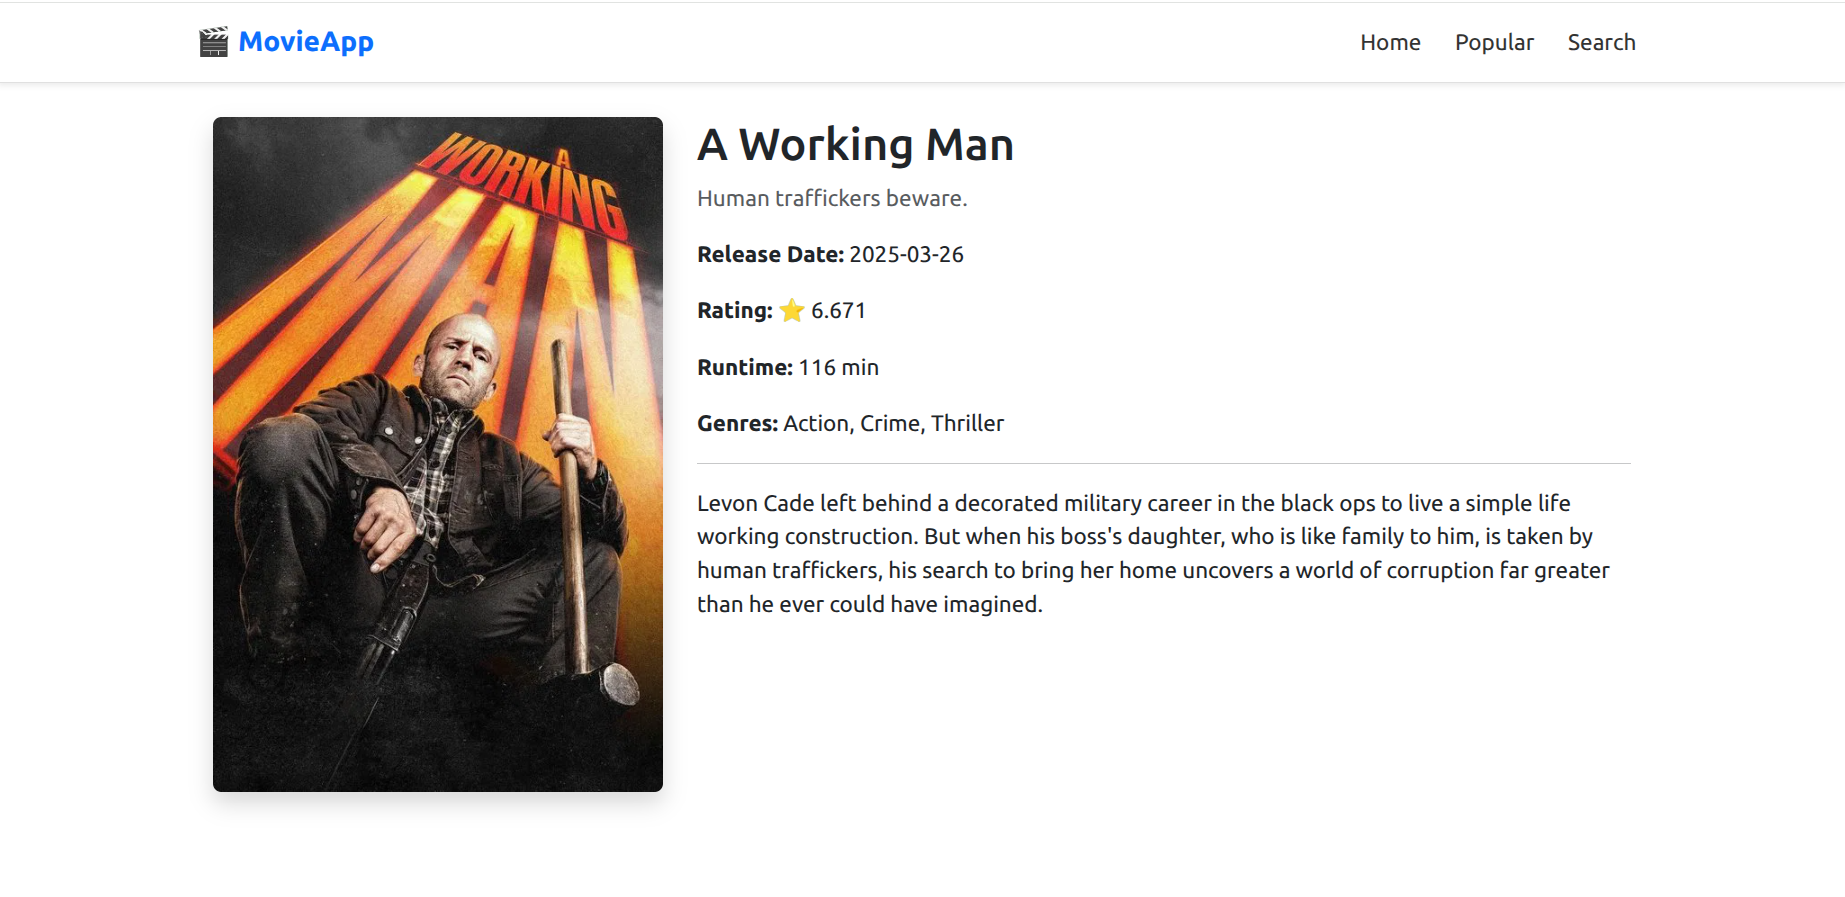 🎬 MovieApp
Home Popular Search
A
WORKING
MAN
A Working Man
Human traffickers beware.
Release Date: 2025-03-26
Rating: ⭐ 6.671
Runtime: 116 min
Genres: Action, Crime, Thriller
Levon Cade left behind a decorated military career in the black ops to live a simple life
working construction. But when his boss's daughter, who is like family to him, is taken by
human traffickers, his search to bring her home uncovers a world of corruption far greater
than he ever could have imagined.